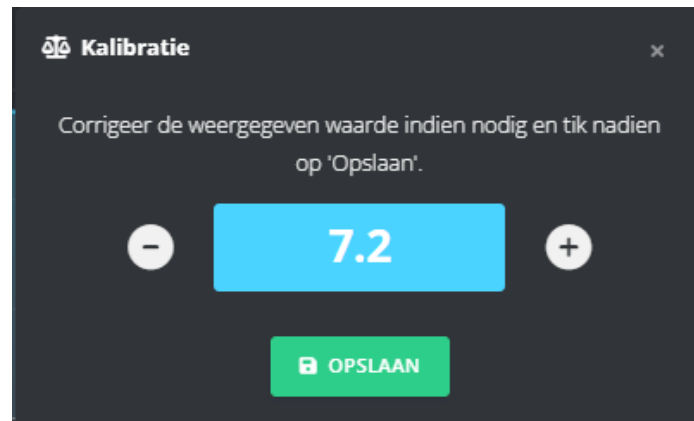 Kalibratie
Corrigeer de weergegeven waarde indien nodig en tik nadien
op 'Opslaan'.
7.2
OPSLAAN